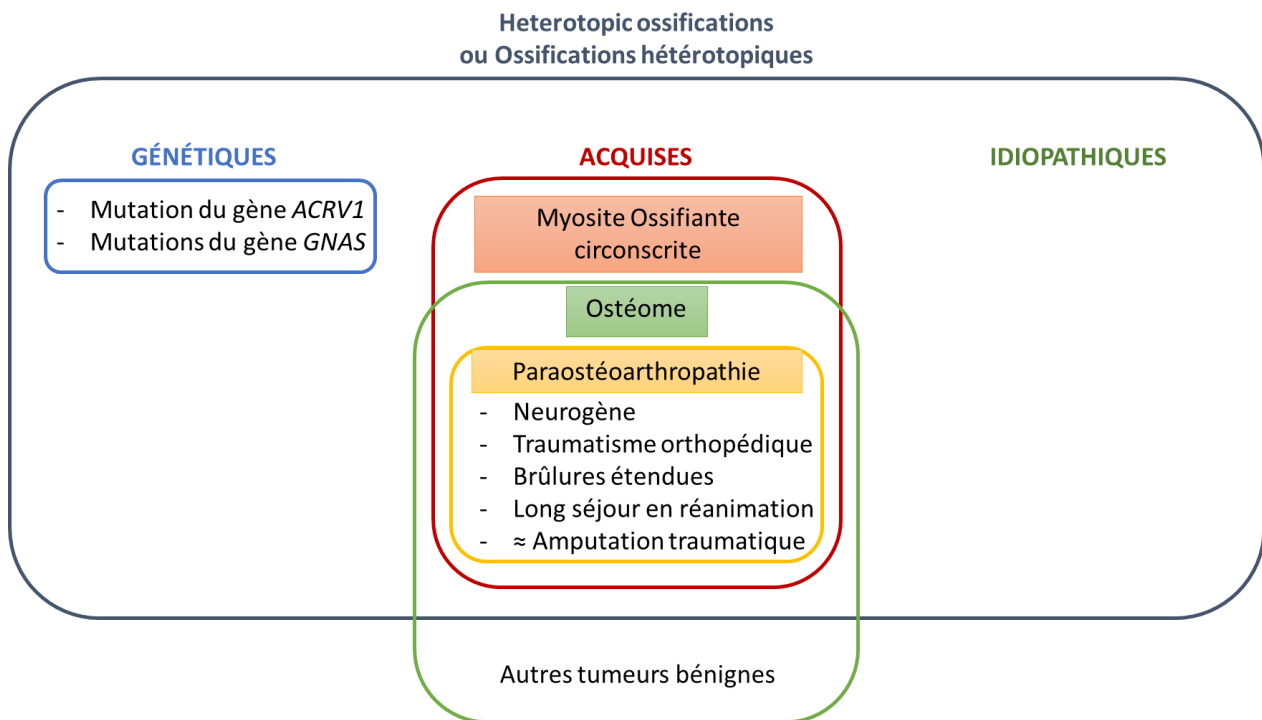 Heterotopic ossifications
ou Ossifications hétérotopiques
GÉNÉTIQUES
- Mutation du gène ACRV1
- Mutations du gène GNAS
ACQUISES
Myosite Ossifiante
circonscrite
Ostéome
Paraostéoarthropathie
- Neurogène
- Traumatisme orthopédique
- Brûlures étendues
- Long séjour en réanimation
- ≈ Amputation traumatique
Autres tumeurs bénignes
IDIOPATHIQUES